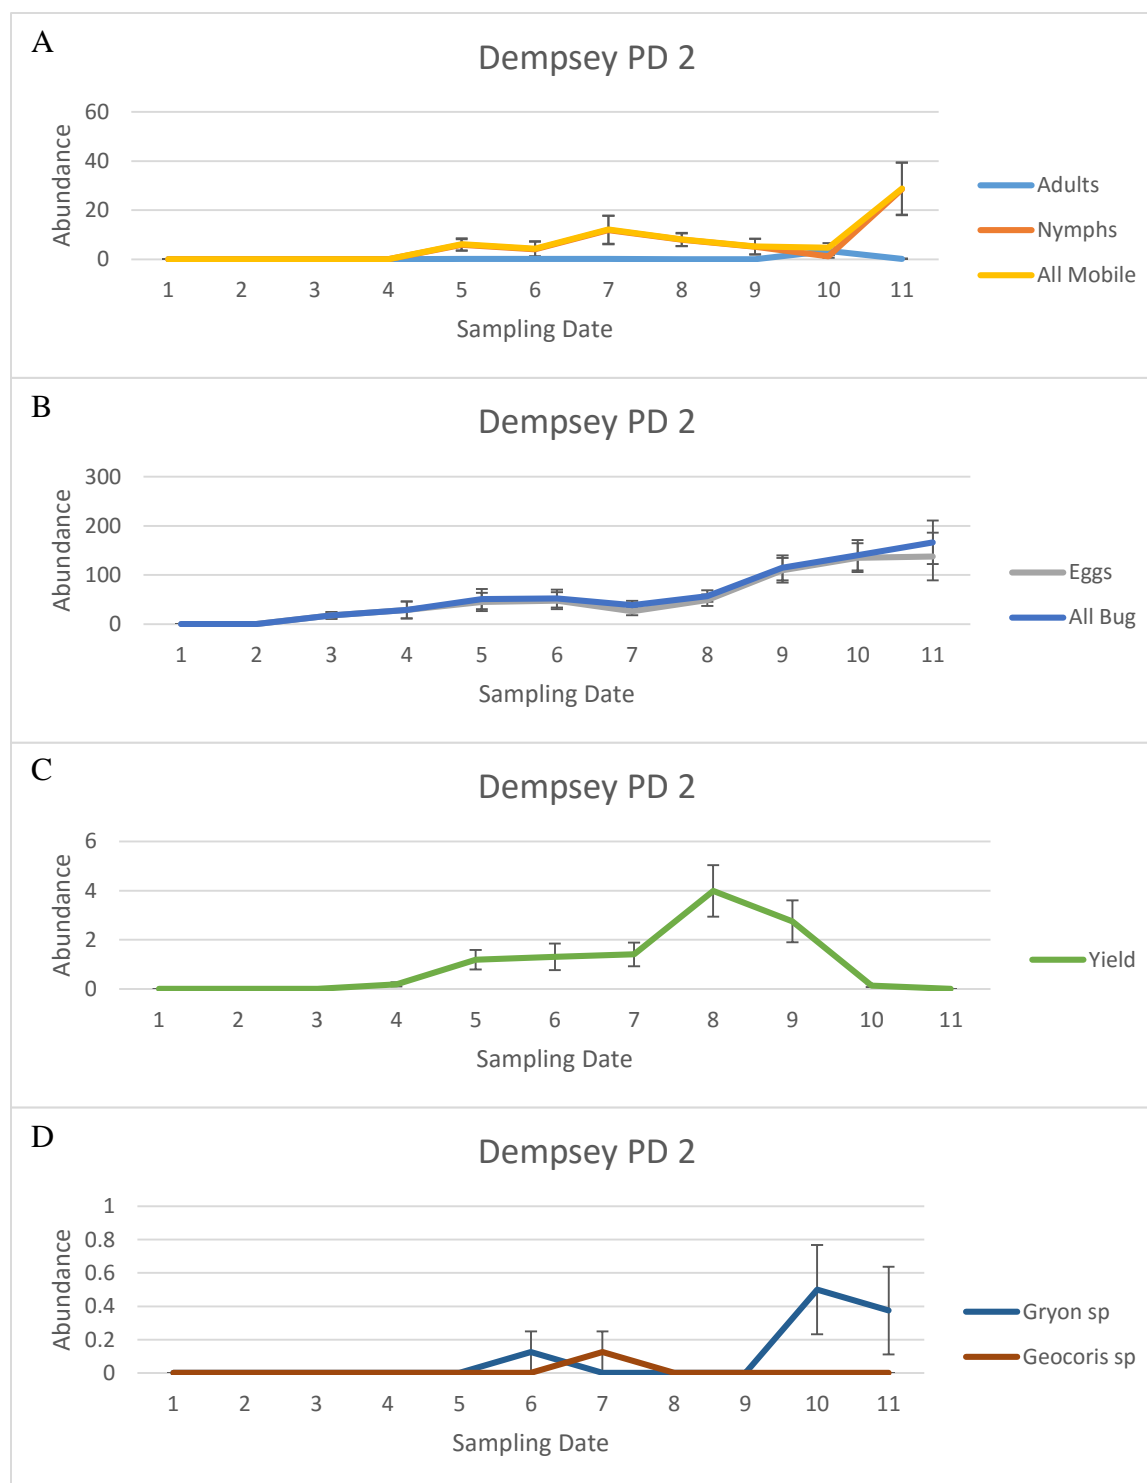 A
Dempsey PD 2
60
40
20
0
Abundance
1 2 3 4 5 6 7 8 9 10 11
Sampling Date
Adults
Nymphs
All Mobile
B
Dempsey PD 2
300
200
100
0
Abundance
1 2 3 4 5 6 7 8 9 10 11
Sampling Date
Eggs
All Bug
C
Dempsey PD 2
6
4
2
0
Abundance
1 2 3 4 5 6 7 8 9 10 11
Sampling Date
Yield
D
Dempsey PD 2
1
0.8
0.6
0.4
0.2
0
Abundance
1 2 3 4 5 6 7 8 9 10 11
Sampling Date
Gryon sp
Geocoris sp